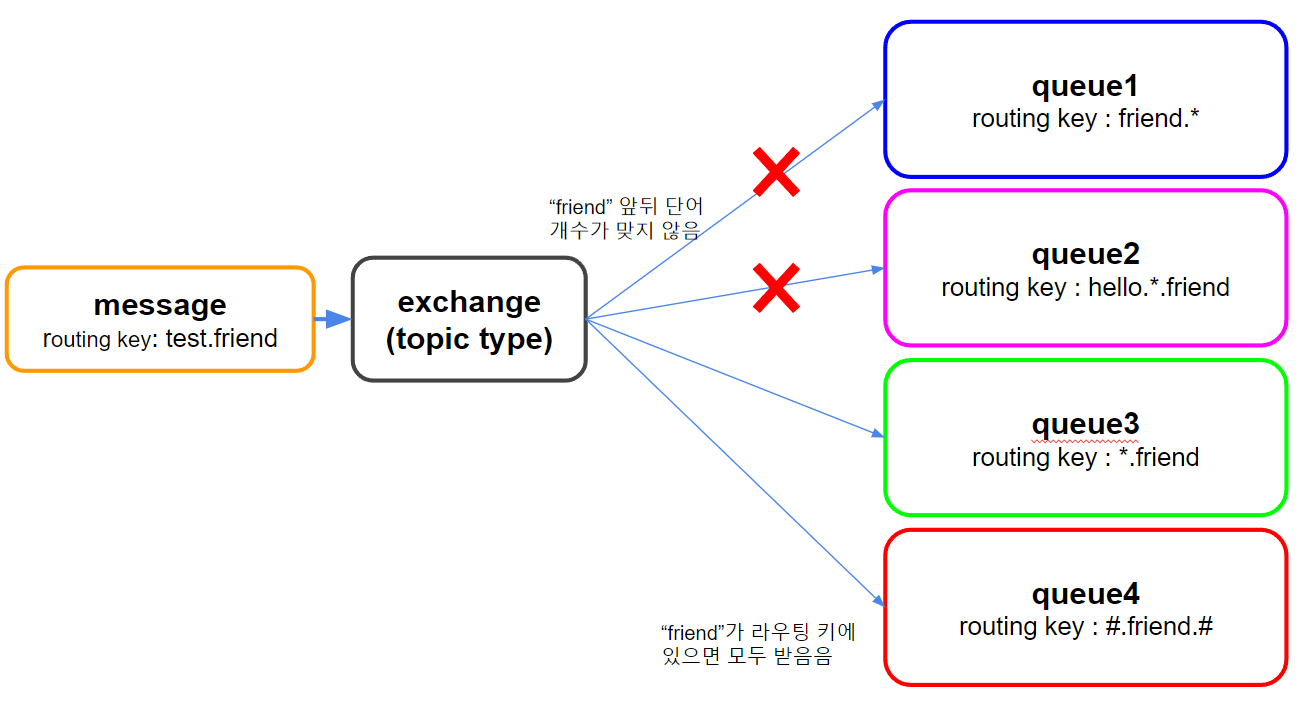 message
routing key: test.friend
exchange
(topic type)
“friend” 앞뒤 단어
개수가 맞지 않음
“friend”가 라우팅 키에
있으면 모두 받음음
queue1
routing key : friend.*
queue2
routing key : hello.*.friend
queue3
routing key : *.friend
queue4
routing key : #.friend.#